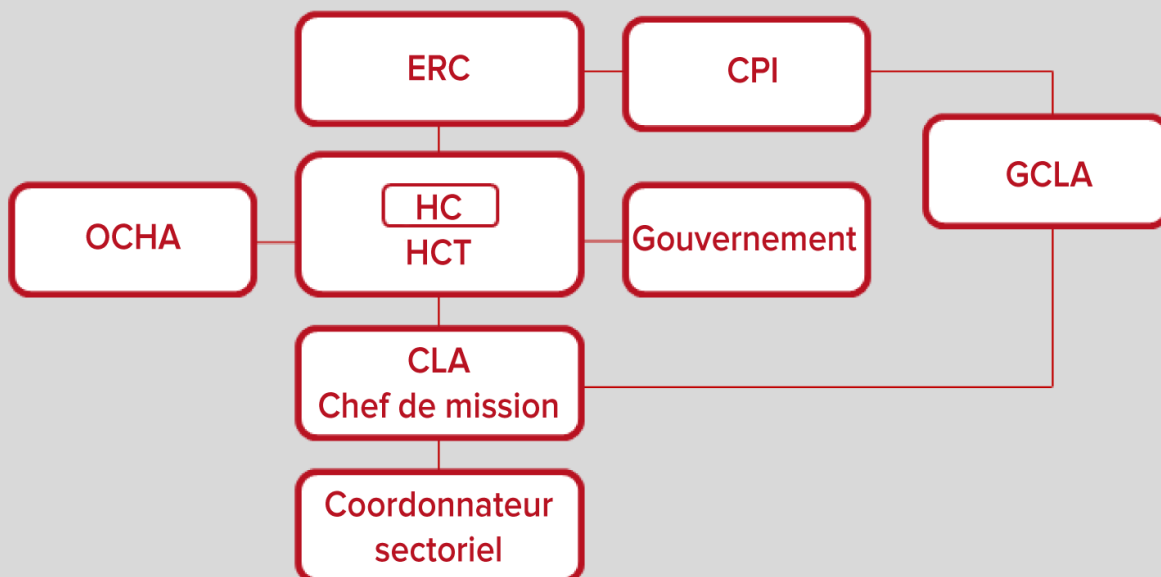 ERC
CPI
GCLA
OCHA
HC
HCT
Gouvernement
CLA
Chef de mission
Coordonnateur
sectoriel